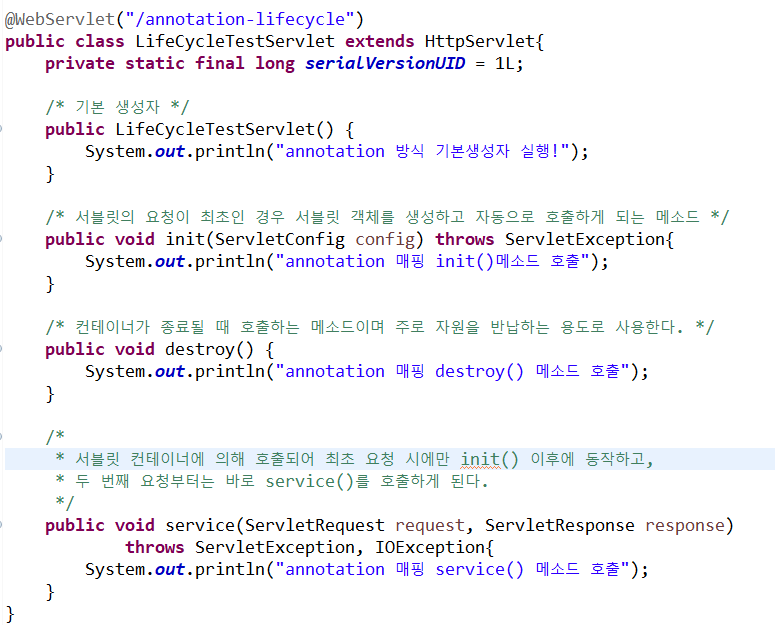 @WebServlet("/annotation-lifecycle")
public class LifeCycleTestServlet extends HttpServlet{
    private static final long serialVersionUID = 1L;

    /* 기본 생성자 */
    public LifeCycleTestServlet() {
        System.out.println("annotation 방식 기본생성자 실행!");
    }

    /* 서블릿의 요청이 최초인 경우 서블릿 객체를 생성하고 자동으로 호출하게 되는 메소드 */
    public void init(ServletConfig config) throws ServletException{
        System.out.println("annotation 매핑 init()메소드 호출");
    }

    /* 컨테이너가 종료될 때 호출하는 메소드이며 주로 자원을 반납하는 용도로 사용한다. */
    public void destroy() {
        System.out.println("annotation 매핑 destroy() 메소드 호출");
    }

    /*
     * 서블릿 컨테이너에 의해 호출되어 최초 요청 시에만 init() 이후에 동작하고,
     * 두 번째 요청부터는 바로 service()를 호출하게 된다.
     */
    public void service(ServletRequest request, ServletResponse response)
            throws ServletException, IOException{
        System.out.println("annotation 매핑 service() 메소드 호출");
    }
}